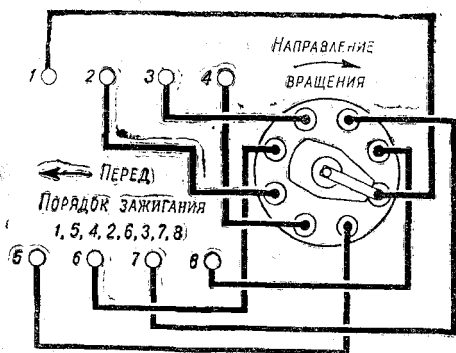 НАПРАВЛЕНИЕ
ВРАЩЕНИЯ
1 2 3 4
ПЕРЕД
ПОРЯДОК ЗАЖИГАНИЯ
1, 5, 4, 2, 6, 3, 7, 8
5 6 7 8